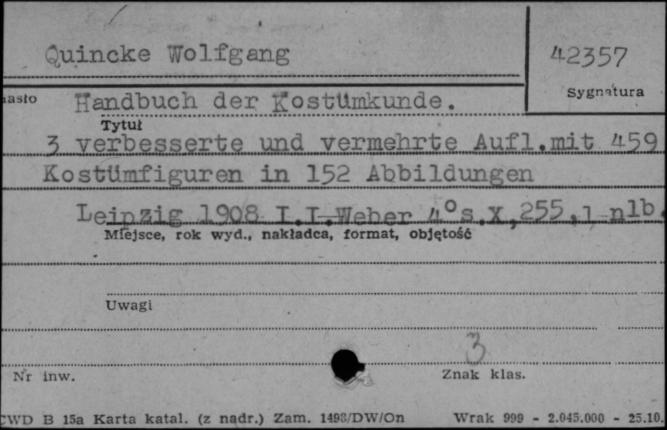 Quincke Wolfgang
42357
Sygnatura
Handbuch der Kostümkunde.
Tytuł
3 verbesserte und vermehrte Aufl.mit 459
Kostümfiguren in 152 Abbildungen
Leipzig 1908 I.I.Weber 4° s.X,255,1 nlb.
Miejsce, rok wyd., nakładca, format, objętość
Uwagi
3
Nr inw.
Znak klas.
CWD B 15a Karta katal. (z nadr.) Zam. 1498/DW/On Wrak 999 - 2.045.000 - 25.10.